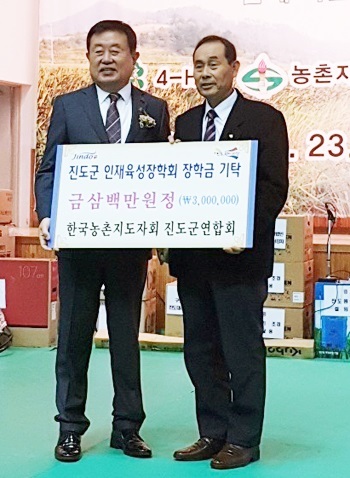 4-H
농촌지
23
Jindo's
진도군 인재육성장학회 장학금 기탁
금삼백만원정 (₩3,000,000)
한국농촌지도자회 진도군연합회
107
Kubo